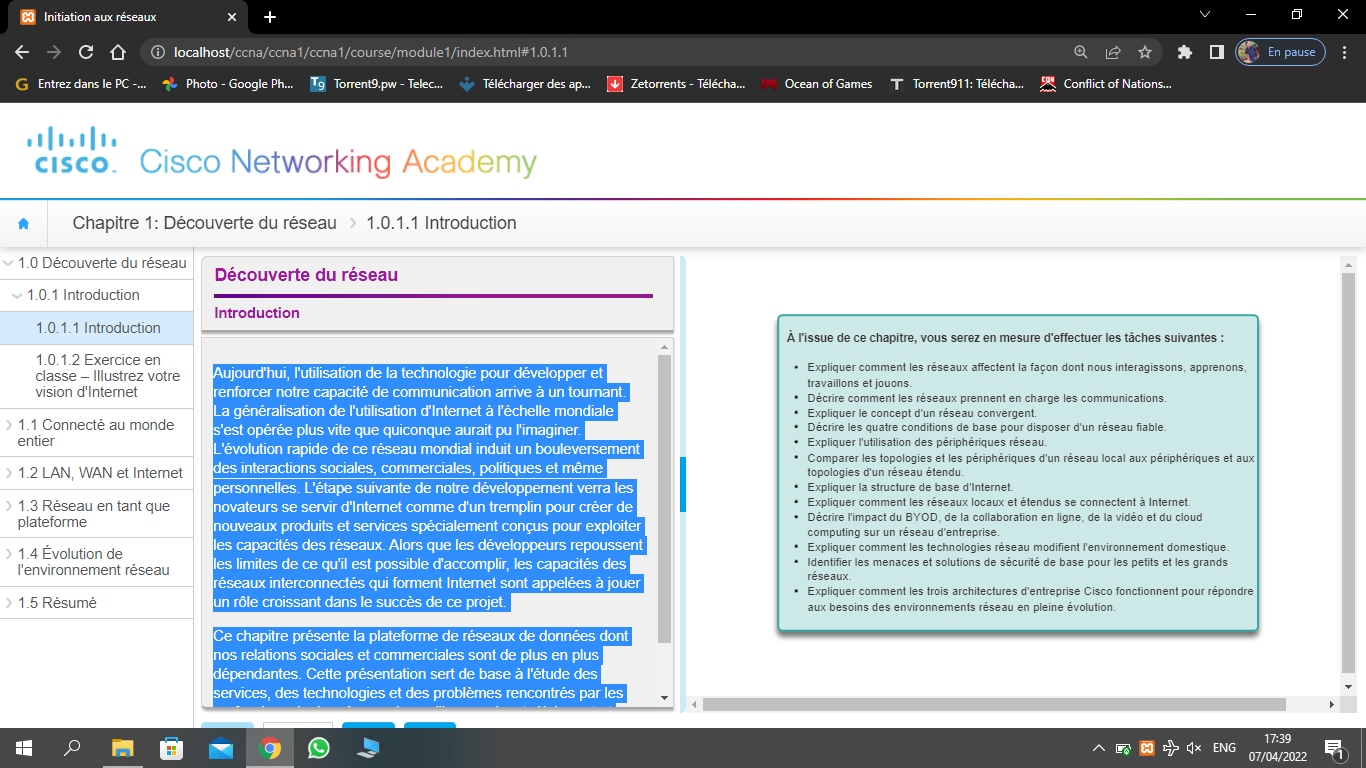 Initiation aux réseaux
localhost/ccna/ccna1/ccna1/course/module1/index.html#1.0.1.1
En pause
Entrez dans le PC -...
Photo - Google Ph...
Torrent9.pw - Telec...
Télécharger des ap...
Zetorrents - Télécha...
Ocean of Games
Torrent911: Télécha...
Conflict of Nations...
CISCO. Cisco Networking Academy
Chapitre 1: Découverte du réseau
1.0.1.1 Introduction
1.0 Découverte du réseau
1.0.1 Introduction
1.0.1.1 Introduction
1.0.1.2 Exercice en
classe – Illustrez votre
vision d'Internet
1.1 Connecté au monde
entier
1.2 LAN, WAN et Internet
1.3 Réseau en tant que
plateforme
1.4 Évolution de
l'environnement réseau
1.5 Résumé
Découverte du réseau
Introduction
Aujourd'hui, l'utilisation de la technologie pour développer et
renforcer notre capacité de communication arrive à un tournant.
La généralisation de l'utilisation d'Internet à l'échelle mondiale
s'est opérée plus vite que quiconque aurait pu l'imaginer.
L'évolution rapide de ce réseau mondial induit un bouleversement
des interactions sociales, commerciales, politiques et même
personnelles. L'étape suivante de notre développement verra les
novateurs se servir d'Internet comme d'un tremplin pour créer de
nouveaux produits et services spécialement conçus pour exploiter
les capacités des réseaux. Alors que les développeurs repoussent
les limites de ce qu'il est possible d'accomplir, les capacités des
réseaux interconnectés qui forment Internet sont appelées à jouer
un rôle croissant dans le succès de ce projet.
Ce chapitre présente la plateforme de réseaux de données dont
nos relations sociales et commerciales sont de plus en plus
dépendantes. Cette présentation sert de base à l'étude des
services, des technologies et des problèmes rencontrés par les
À l'issue de ce chapitre, vous serez en mesure d'effectuer les tâches suivantes :
• Expliquer comment les réseaux affectent la façon dont nous interagissons, apprenons,
travaillons et jouons.
• Décrire comment les réseaux prennent en charge les communications.
• Expliquer le concept d'un réseau convergent.
• Décrire les quatre conditions de base pour disposer d'un réseau fiable.
• Expliquer l'utilisation des périphériques réseau.
• Comparer les topologies et les périphériques d'un réseau local aux périphériques et aux
topologies d'un réseau étendu.
• Expliquer la structure de base d'Internet.
• Expliquer comment les réseaux locaux et étendus se connectent à Internet.
• Décrire l'impact du BYOD, de la collaboration en ligne, de la vidéo et du cloud
computing sur un réseau d'entreprise.
• Expliquer comment les technologies réseau modifient l'environnement domestique.
• Identifier les menaces et solutions de sécurité de base pour les petits et les grands
réseaux.
• Expliquer comment les trois architectures d'entreprise Cisco fonctionnent pour répondre
aux besoins des environnements réseau en pleine évolution.
ENG
17:39
07/04/2022
1